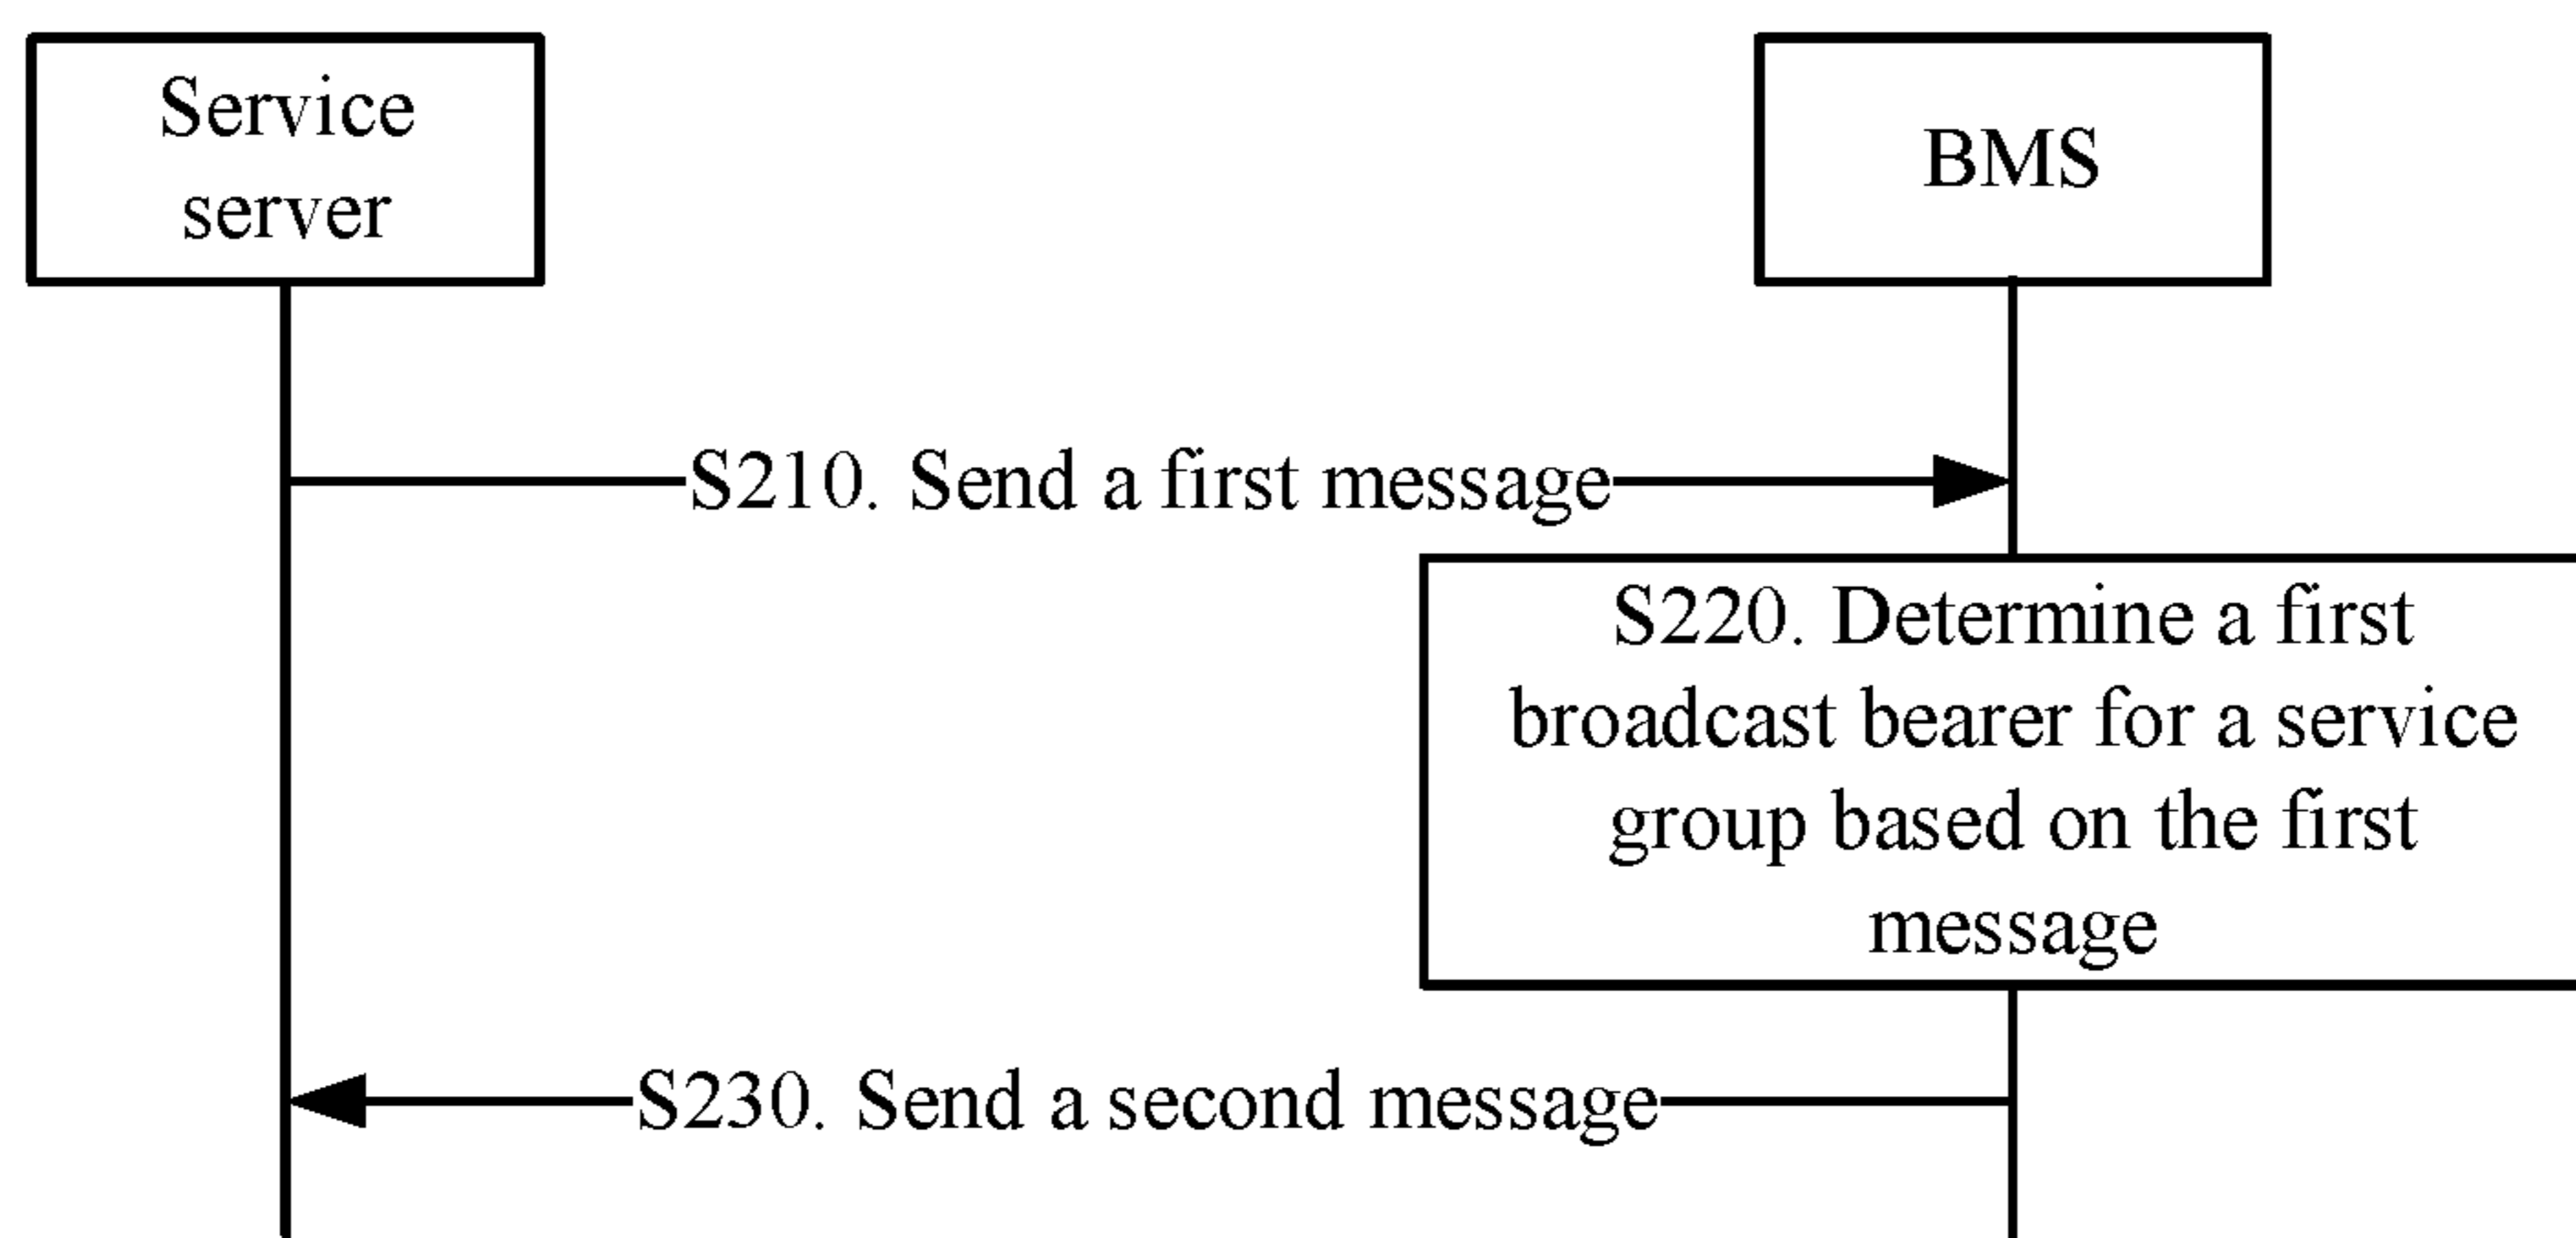 Service
server
BMS
S210. Send a first message
S220. Determine a first
broadcast bearer for a service
group based on the first
message
S230. Send a second message